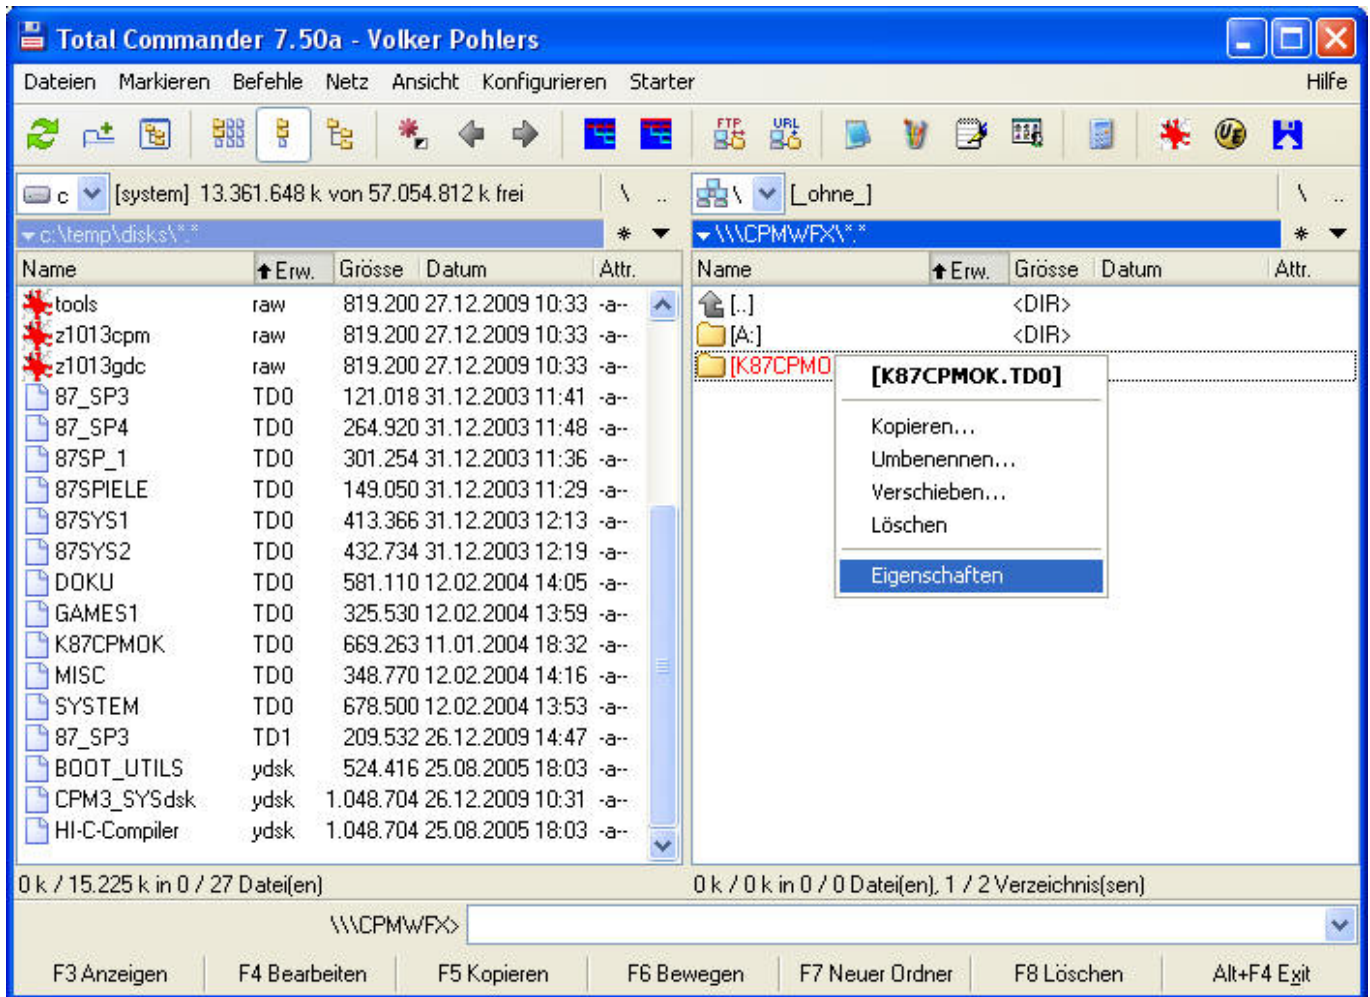 Total Commander 7.50a - Volker Pohlers
Dateien Markieren Befehle Netz Ansicht Konfigurieren Starter Hilfe
FTP URL UE
c [system] 13.361.648 k von 57.054.812 k frei \ .. \ [_ohne_] \ ..
c:\temp\disks\*.* * \\\CPMWFX\*.* *
Name Erw. Grösse Datum Attr. Name Erw. Grösse Datum Attr.
tools raw 819.200 27.12.2009 10:33 -a-- [..] <DIR>
z1013cpm raw 819.200 27.12.2009 10:33 -a-- [A:] <DIR>
z1013gdc raw 819.200 27.12.2009 10:33 -a-- [K87CPMO
87_SP3 TD0 121.018 31.12.2003 11:41 -a--
87_SP4 TD0 264.920 31.12.2003 11:48 -a--
87SP_1 TD0 301.254 31.12.2003 11:36 -a--
87SPIELE TD0 149.050 31.12.2003 11:29 -a--
87SYS1 TD0 413.366 31.12.2003 12:13 -a--
87SYS2 TD0 432.734 31.12.2003 12:19 -a--
DOKU TD0 581.110 12.02.2004 14:05 -a--
GAMES1 TD0 325.530 12.02.2004 13:59 -a--
K87CPMOK TD0 669.263 11.01.2004 18:32 -a--
MISC TD0 348.770 12.02.2004 14:16 -a--
SYSTEM TD0 678.500 12.02.2004 13:53 -a--
87_SP3 TD1 209.532 26.12.2009 14:47 -a--
BOOT_UTILS ydsk 524.416 25.08.2005 18:03 -a--
CPM3_SYSdsk ydsk 1.048.704 26.12.2009 10:31 -a--
HI-C-Compiler ydsk 1.048.704 25.08.2005 18:03 -a--
[K87CPMOK.TD0]
Kopieren...
Umbenennen...
Verschieben...
Löschen
Eigenschaften
0 k / 15.225 k in 0 / 27 Datei(en) 0 k / 0 k in 0 / 0 Datei(en), 1 / 2 Verzeichnis(sen)
\\\CPMWFX>
F3 Anzeigen F4 Bearbeiten F5 Kopieren F6 Bewegen F7 Neuer Ordner F8 Löschen Alt+F4 Exit